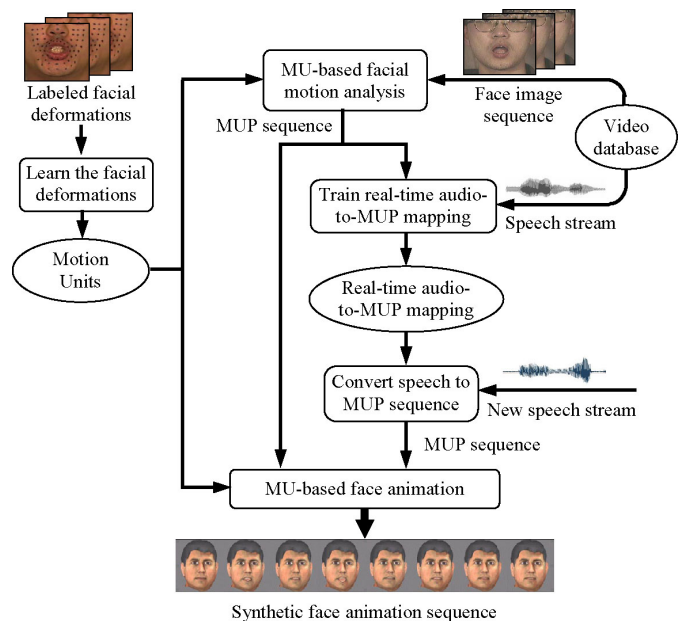 Labeled facial
deformations
Learn the facial
deformations
Motion
Units
MU-based facial
motion analysis
MUP sequence
Face image
sequence
Video
database
Train real-time audio-
to-MUP mapping
Speech stream
Real-time audio-
to-MUP mapping
Convert speech to
MUP sequence
New speech stream
MUP sequence
MU-based face animation
Synthetic face animation sequence